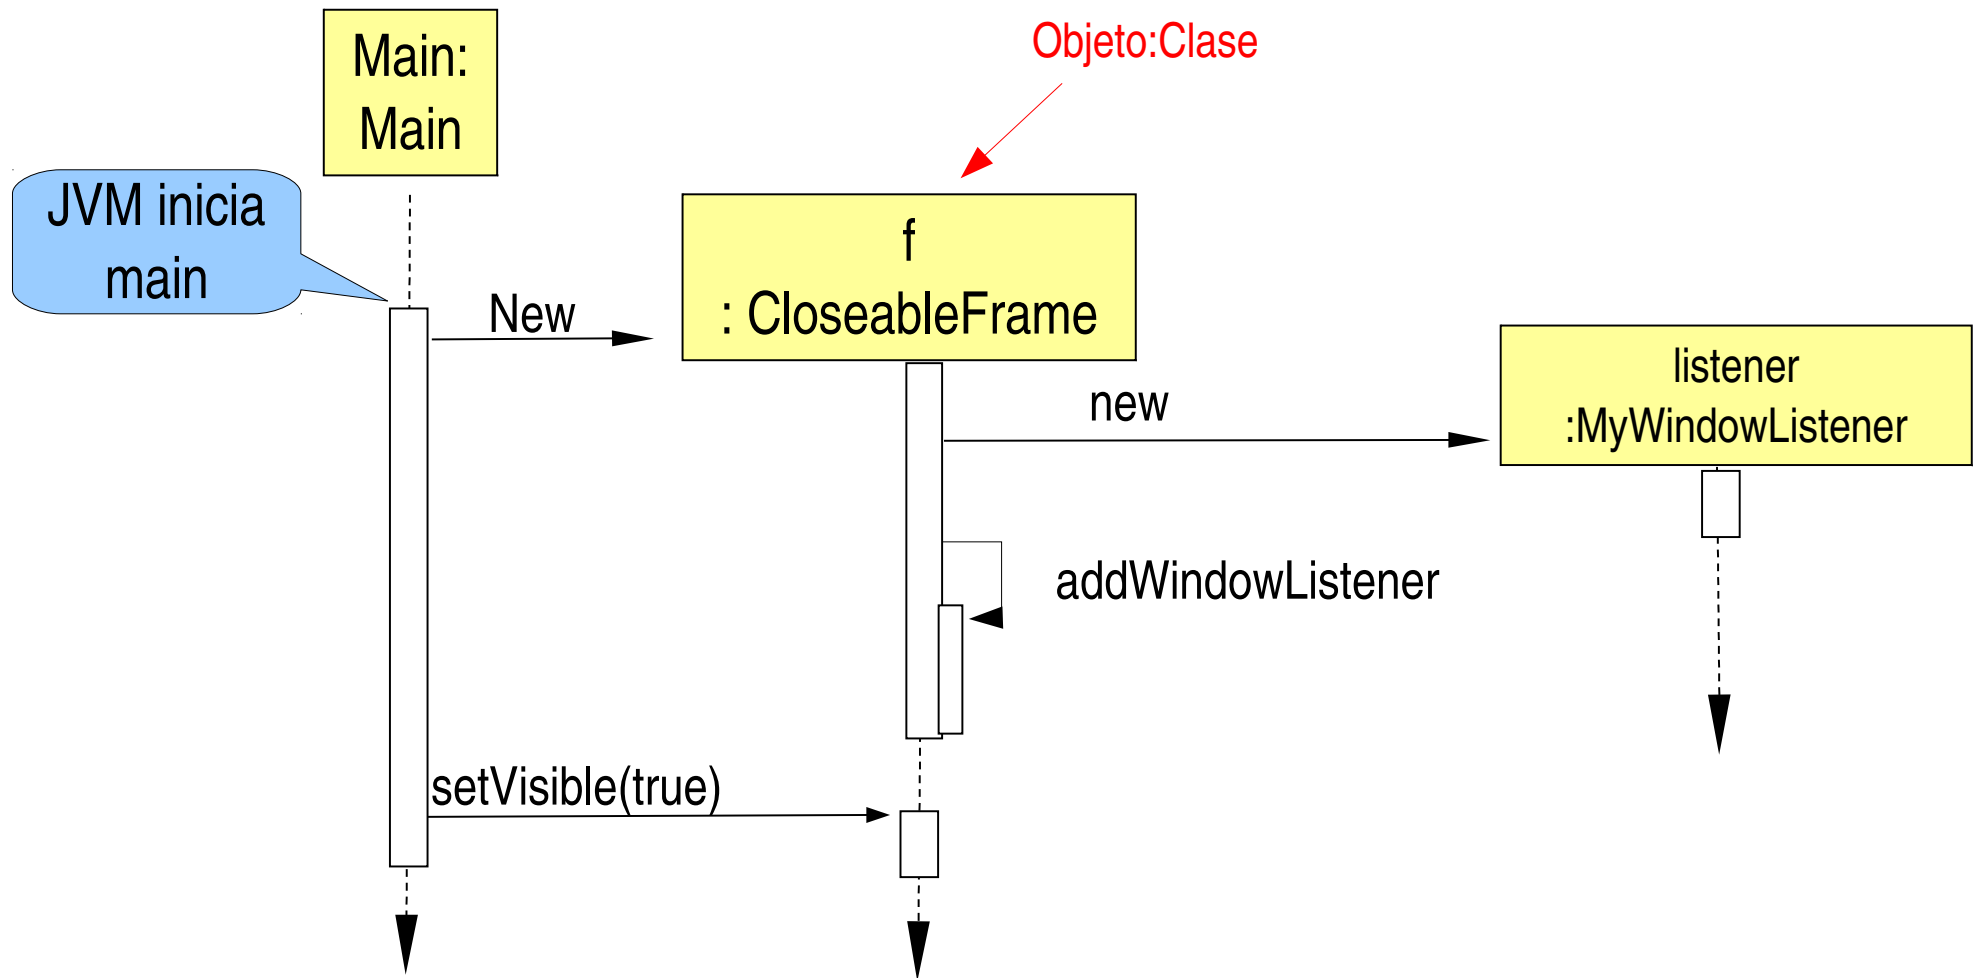 Main:
Main
Objeto:Clase
JVM inicia
main
f
: CloseableFrame
New
listener
:MyWindowListener
new
addWindowListener
setVisible(true)